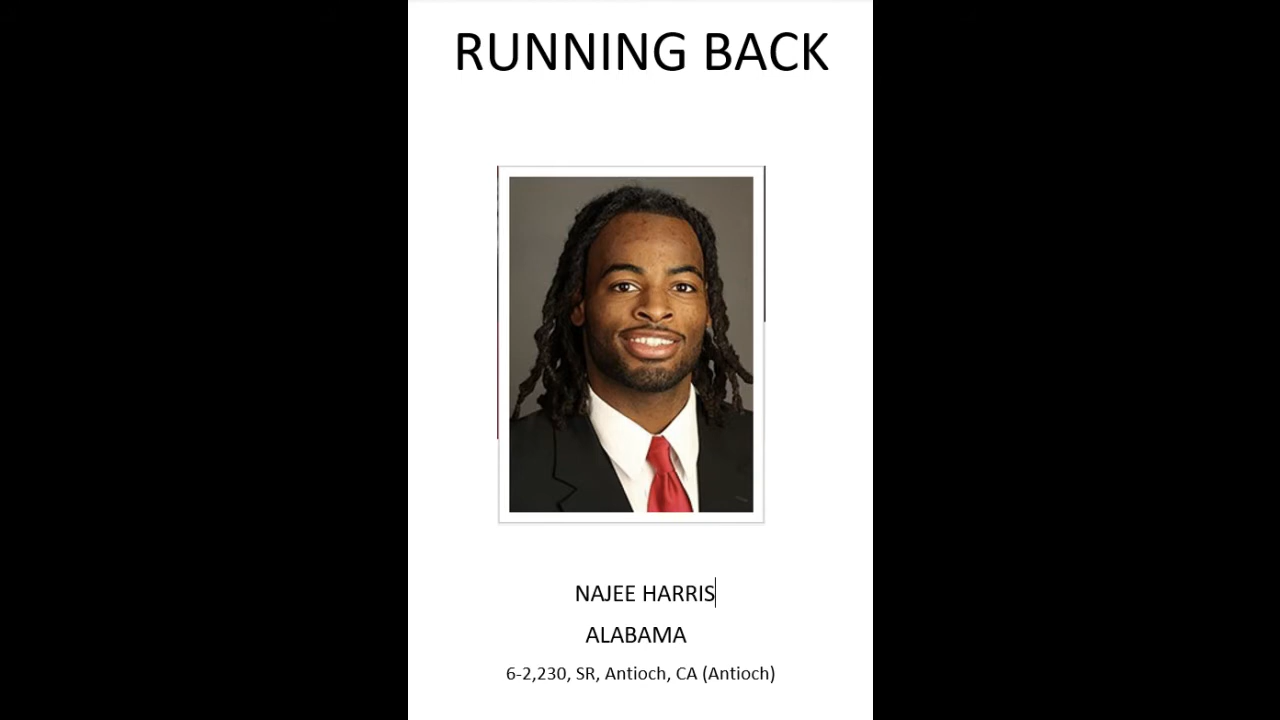 RUNNING BACK
NAJEE HARRIS
ALABAMA
6-2,230, SR, Antioch, CA (Antioch)